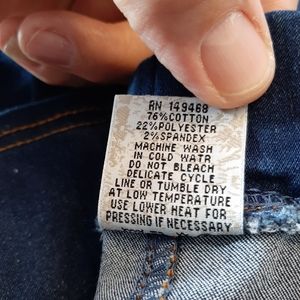 RN 149468
76%COTTON
22%POLYESTER
2%SPANDEX
MACHINE WASH
IN COLD WATR
DO NOT BLEACH
DELICATE CYCLE
LINE OR TUMBLE DRY
AT LOW TEMPERATURE
USE LOWER HEAT FOR
PRESSING IF NECESSARY